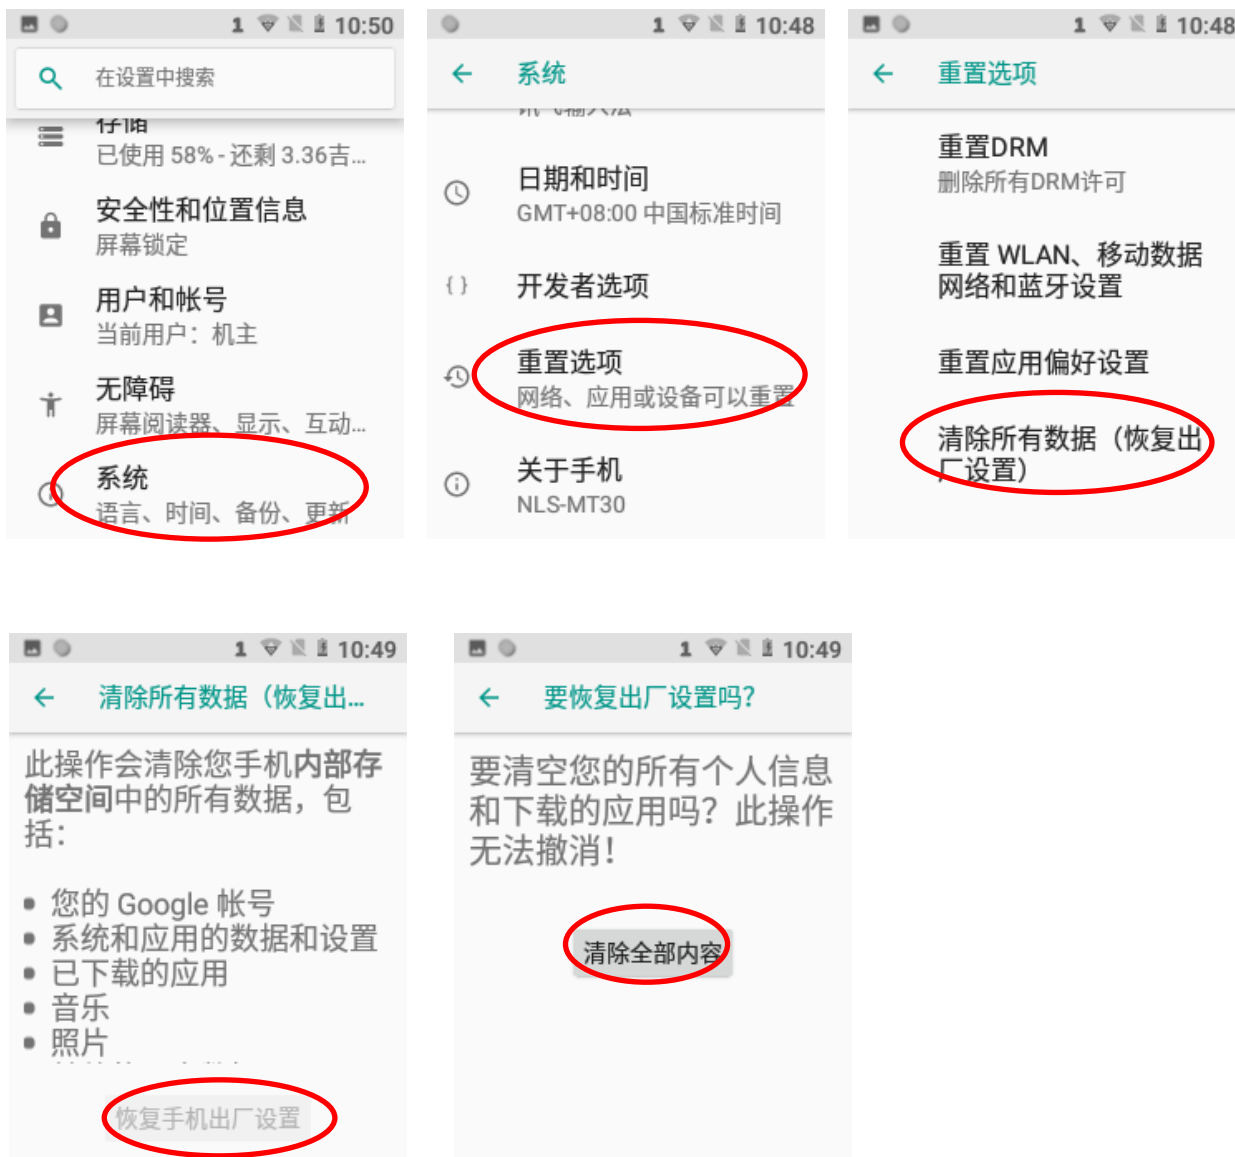 1 10:50
在设置中搜索
存储
已使用 58% - 还剩 3.36吉...
安全性和位置信息
屏幕锁定
用户和帐号
当前用户：机主
无障碍
屏幕阅读器、显示、互动...
系统
语言、时间、备份、更新
1 10:48
系统
日期和时间
GMT+08:00 中国标准时间
{ } 开发者选项
重置选项
网络、应用或设备可以重置
关于手机
NLS-MT30
1 10:48
重置选项
重置DRM
删除所有DRM许可
重置 WLAN、移动数据
网络和蓝牙设置
重置应用偏好设置
清除所有数据（恢复出
厂设置）
1 10:49
清除所有数据（恢复出...
此操作会清除您手机内部存
储空间中的所有数据，包
括：
• 您的 Google 帐号
• 系统和应用的数据和设置
• 已下载的应用
• 音乐
• 照片
恢复手机出厂设置
1 10:49
要恢复出厂设置吗？
要清空您的所有个人信息
和下载的应用吗？此操作
无法撤消！
清除全部内容